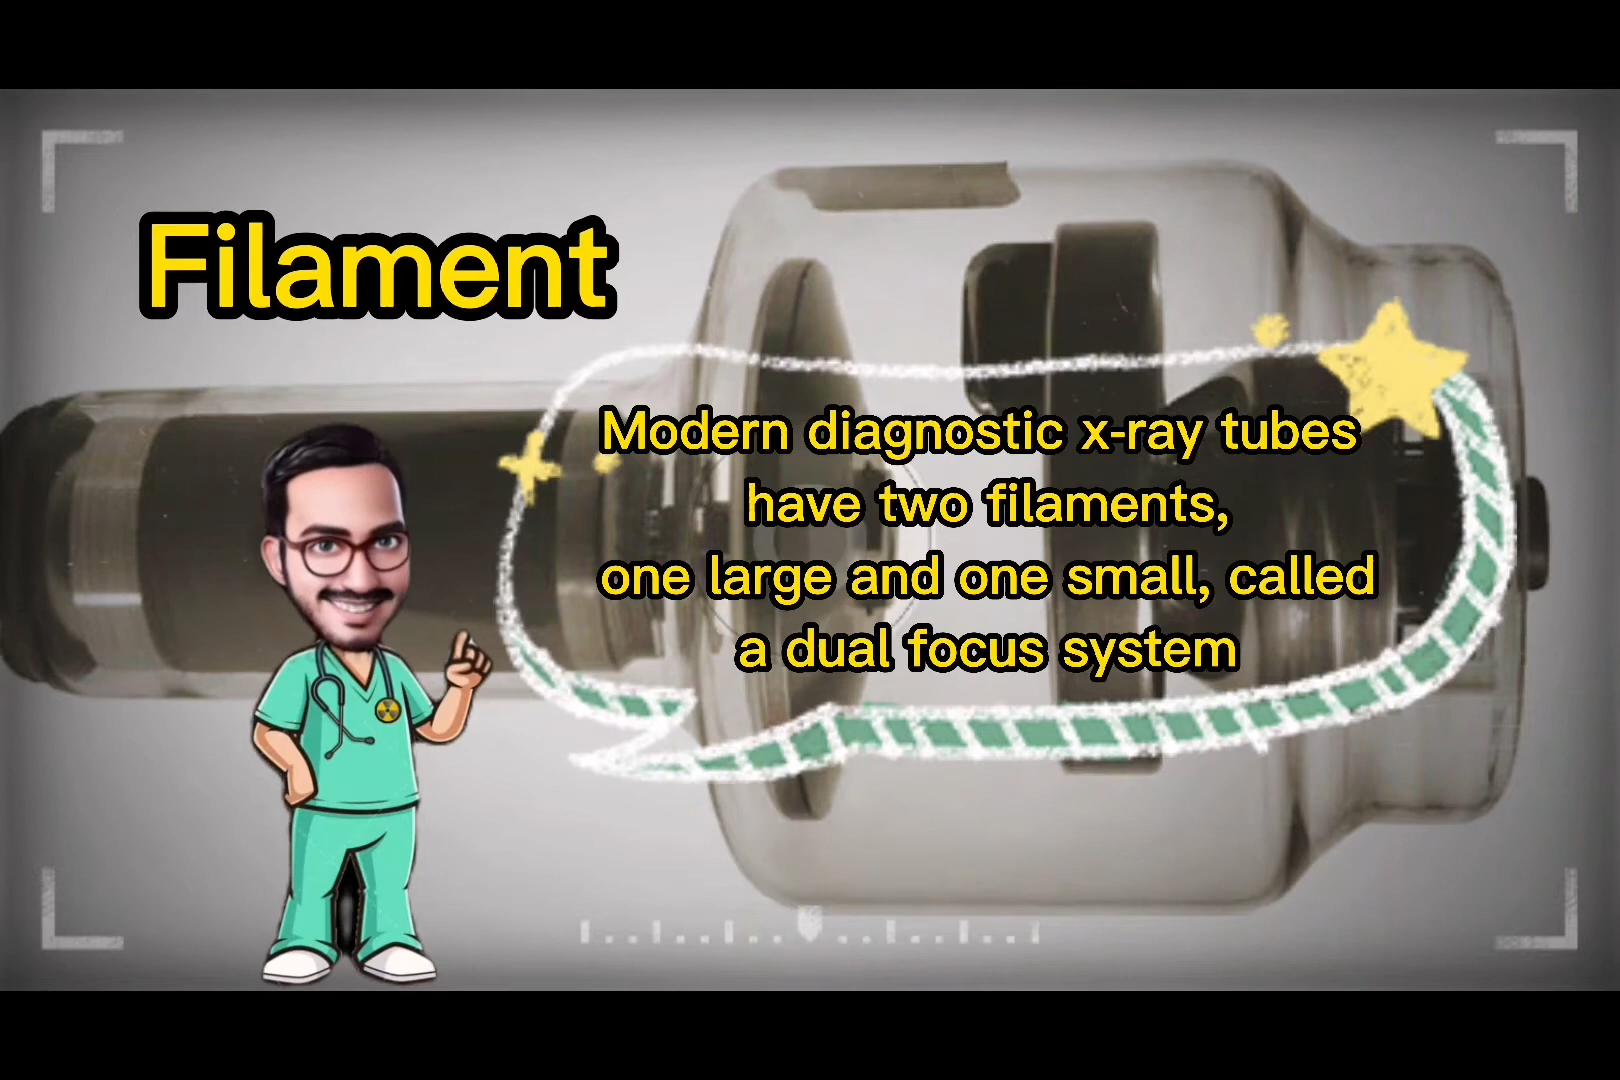 Filament
Modern diagnostic x-ray tubes
have two filaments,
one large and one small, called
a dual focus system